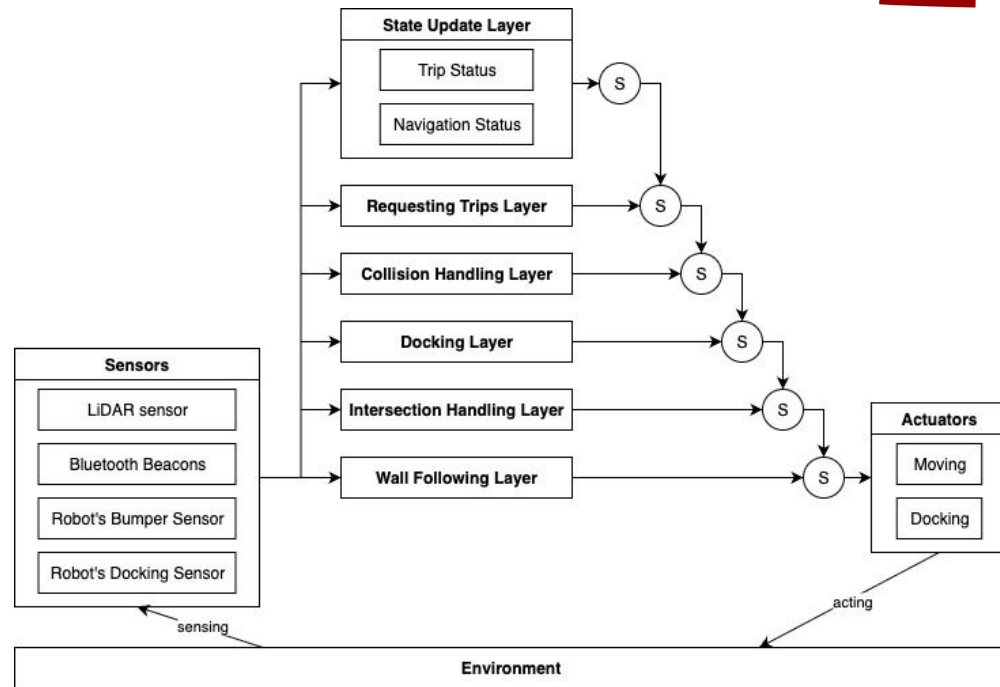 State Update Layer
Trip Status
S
Navigation Status
Requesting Trips Layer
S
Collision Handling Layer
S
Docking Layer
S
Sensors
LiDAR sensor
Intersection Handling Layer
S
Actuators
Bluetooth Beacons
Wall Following Layer
S
Moving
Robot's Bumper Sensor
Docking
Robot's Docking Sensor
acting
sensing
Environment